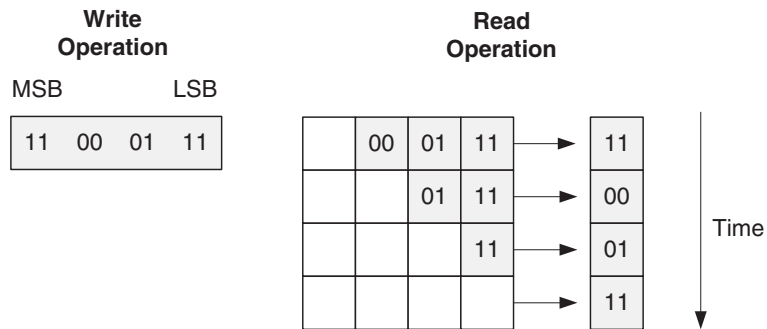 Write
Operation
Read
Operation
MSB LSB
11 00 01 11
00 01 11 11
01 11 00
11 01
11
Time